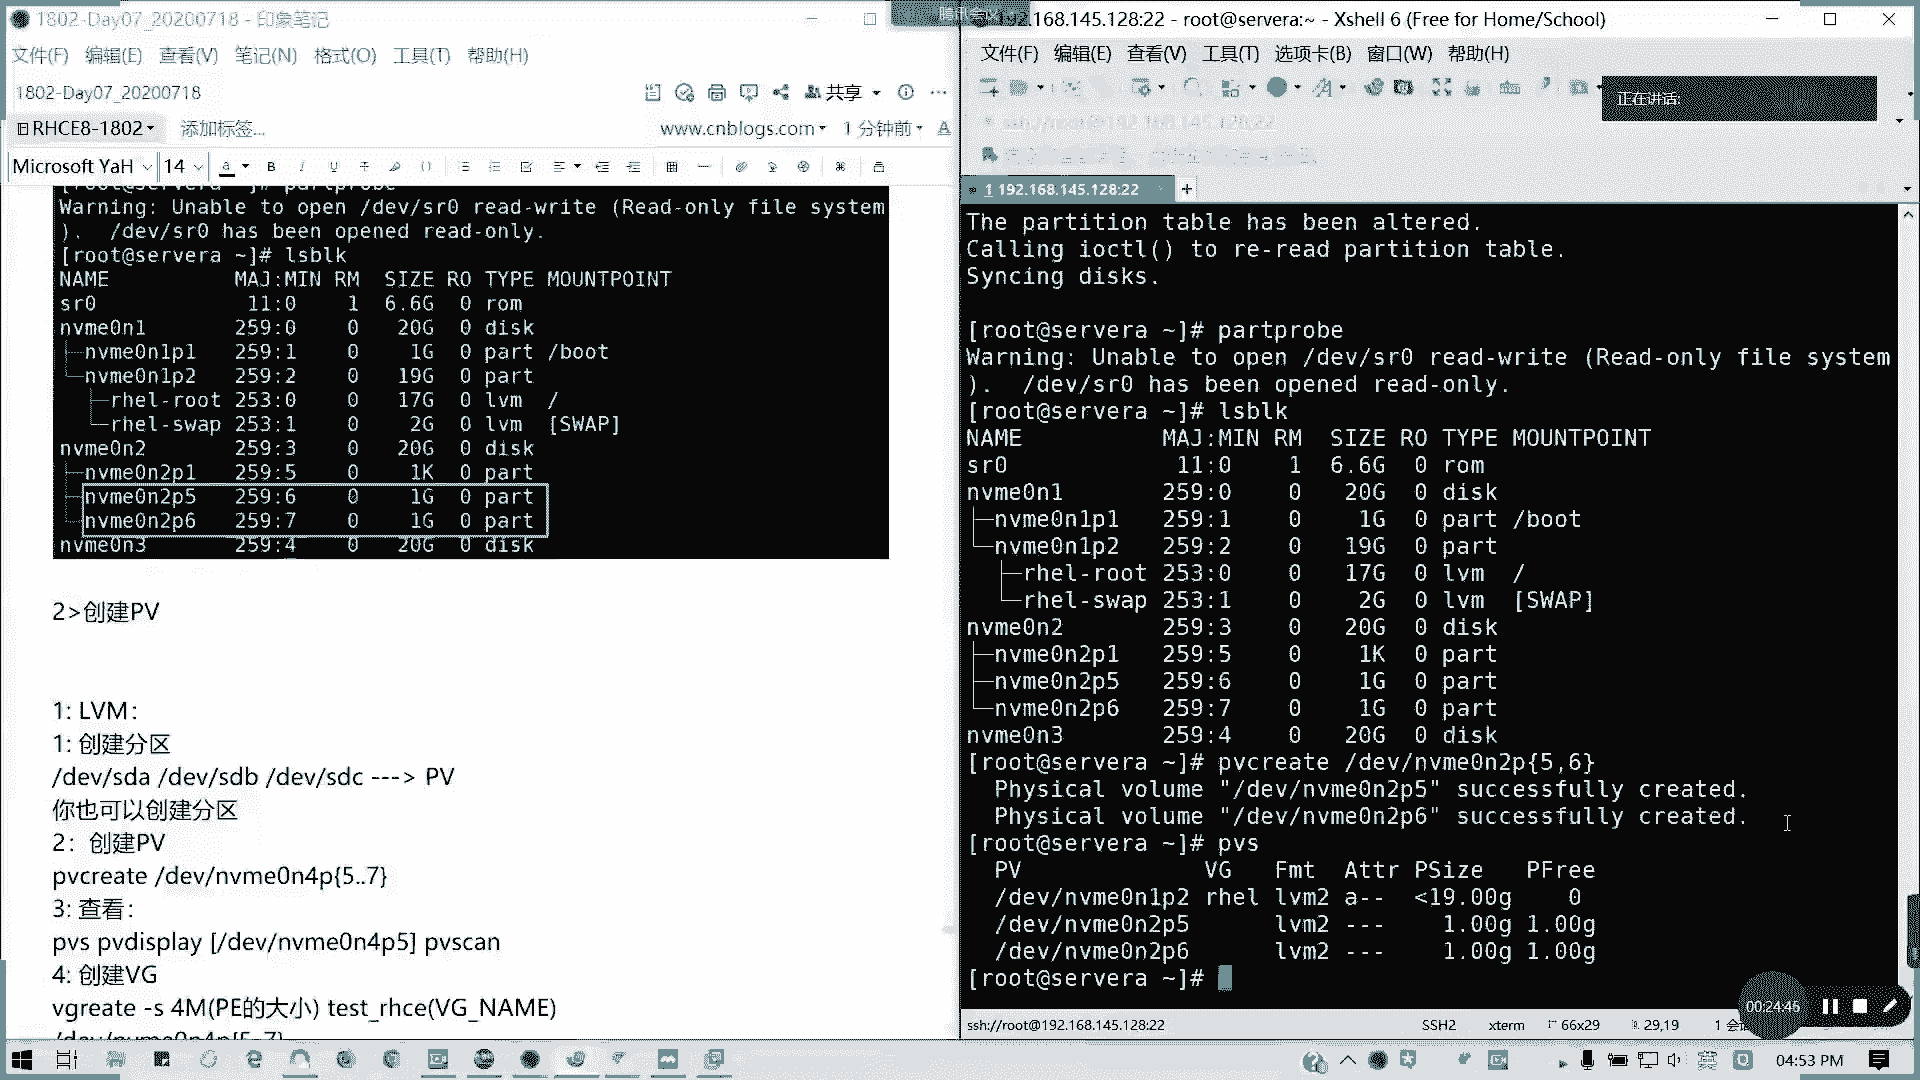 1802-Day07_20200718 - 印象笔记
文件(F) 编辑(E) 查看(V) 笔记(N) 格式(O) 工具(T) 帮助(H)
1802-Day07_20200718
共享
RHCE8-1802 添加标签... www.cnblogs.com 1 分钟前
Microsoft YaH 14
Warning: Unable to open /dev/sr0 read-write (Read-only file system
).  /dev/sr0 has been opened read-only.
[root@servera ~]# lsblk
NAME MAJ:MIN RM SIZE RO TYPE MOUNTPOINT
sr0 11:0 1 6.6G 0 rom
nvme0n1 259:0 0 20G 0 disk
├─nvme0n1p1 259:1 0 1G 0 part /boot
└─nvme0n1p2 259:2 0 19G 0 part
├─rhel-root 253:0 0 17G 0 lvm /
└─rhel-swap 253:1 0 2G 0 lvm [SWAP]
nvme0n2 259:3 0 20G 0 disk
├─nvme0n2p1 259:5 0 1K 0 part
├─nvme0n2p5 259:6 0 1G 0 part
└─nvme0n2p6 259:7 0 1G 0 part
nvme0n3 259:4 0 20G 0 disk
2>创建PV
1: LVM:
1: 创建分区
/dev/sda /dev/sdb /dev/sdc ---> PV
你也可以创建分区
2: 创建PV
pvcreate /dev/nvme0n4p{5..7}
3: 查看:
pvs pvdisplay [/dev/nvme0n4p5] pvscan
4: 创建VG
vgreate -s 4M(PE的大小) test_rhce(VG_NAME)
/dev/nvme0n4p{5..7}
192.168.145.128:22 - root@servera:~ - Xshell 6 (Free for Home/School)
文件(F) 编辑(E) 查看(V) 工具(T) 选项卡(B) 窗口(W) 帮助(H)
正在讲话:
ssh://root@192.168.145.128:22
1 192.168.145.128:22
The partition table has been altered.
Calling ioctl() to re-read partition table.
Syncing disks.
[root@servera ~]# partprobe
Warning: Unable to open /dev/sr0 read-write (Read-only file system
).  /dev/sr0 has been opened read-only.
[root@servera ~]# lsblk
NAME MAJ:MIN RM SIZE RO TYPE MOUNTPOINT
sr0 11:0 1 6.6G 0 rom
nvme0n1 259:0 0 20G 0 disk
├─nvme0n1p1 259:1 0 1G 0 part /boot
└─nvme0n1p2 259:2 0 19G 0 part
├─rhel-root 253:0 0 17G 0 lvm /
└─rhel-swap 253:1 0 2G 0 lvm [SWAP]
nvme0n2 259:3 0 20G 0 disk
├─nvme0n2p1 259:5 0 1K 0 part
├─nvme0n2p5 259:6 0 1G 0 part
└─nvme0n2p6 259:7 0 1G 0 part
nvme0n3 259:4 0 20G 0 disk
[root@servera ~]# pvcreate /dev/nvme0n2p{5,6}
Physical volume "/dev/nvme0n2p5" successfully created.
Physical volume "/dev/nvme0n2p6" successfully created.
[root@servera ~]# pvs
PV VG Fmt Attr PSize PFree
/dev/nvme0n1p2 rhel lvm2 a-- <19.00g 0
/dev/nvme0n2p5 lvm2 --- 1.00g 1.00g
/dev/nvme0n2p6 lvm2 --- 1.00g 1.00g
[root@servera ~]#
00:24:45
ssh://root@192.168.145.128:22 SSH2 xterm 66x29 29,19
英 04:53 PM